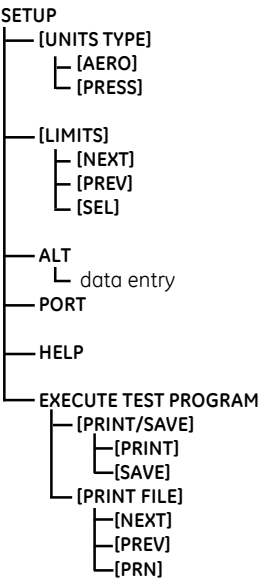 SETUP
[UNITS TYPE]
[AERO]
[PRESS]
[LIMITS]
[NEXT]
[PREV]
[SEL]
ALT
data entry
PORT
HELP
EXECUTE TEST PROGRAM
[PRINT/SAVE]
[PRINT]
[SAVE]
[PRINT FILE]
[NEXT]
[PREV]
[PRN]